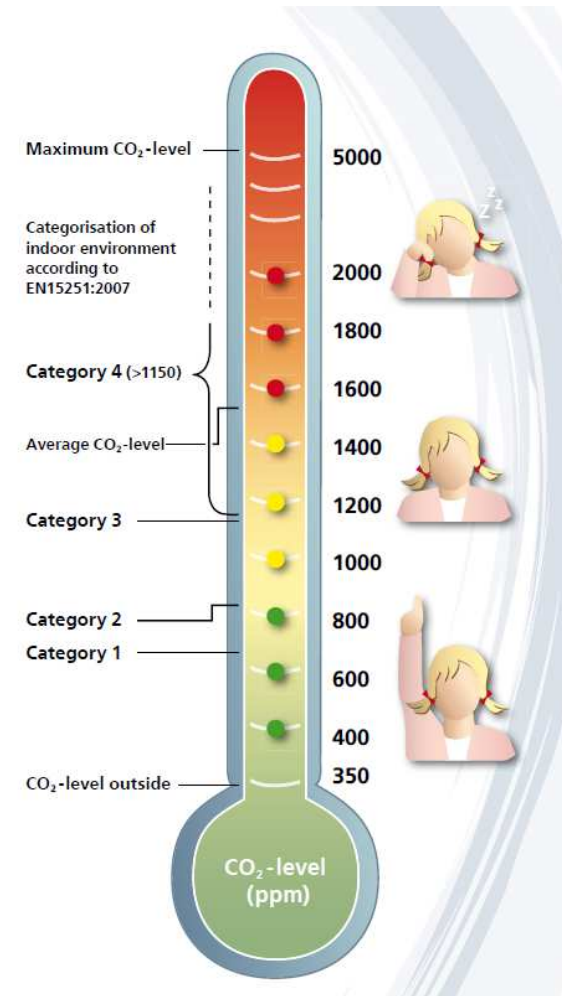 Maximum CO₂-level
5000
Categorisation of
indoor environment
according to
EN15251:2007
z
z
z
2000
1800
Category 4 (>1150)
1600
Average CO₂-level
1400
1200
Category 3
1000
Category 2
800
Category 1
600
400
350
CO₂-level outside
CO₂-level
(ppm)